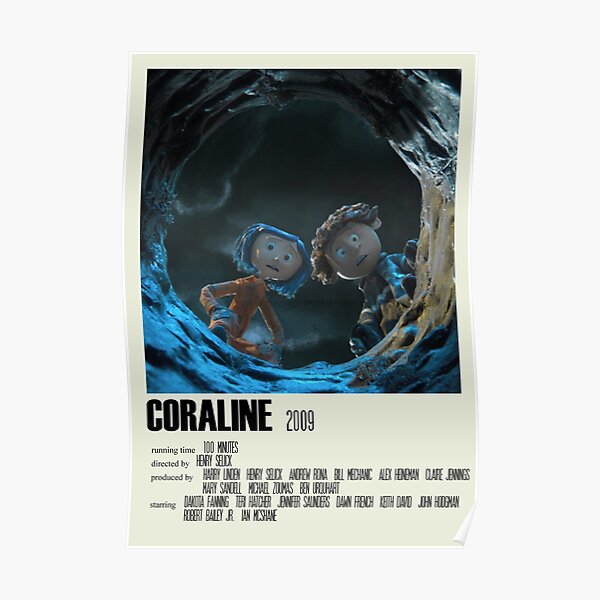 CORALINE 2009
running time 100 MINUTES
directed by HENRY SELICK
produced by HARRY LINDEN HENRY SELICK ANDREW RONA BILL MECHANIC ALEX HEINEMAN CLAIRE JENNINGS
MARY SANDELL MICHAEL ZOUMAS BEN URQUHART
starring DAKOTA FANNING TERI HATCHER JENNIFER SAUNDERS DAWN FRENCH KEITH DAVID JOHN HODGMAN
ROBERT BAILEY JR. IAN MCSHANE